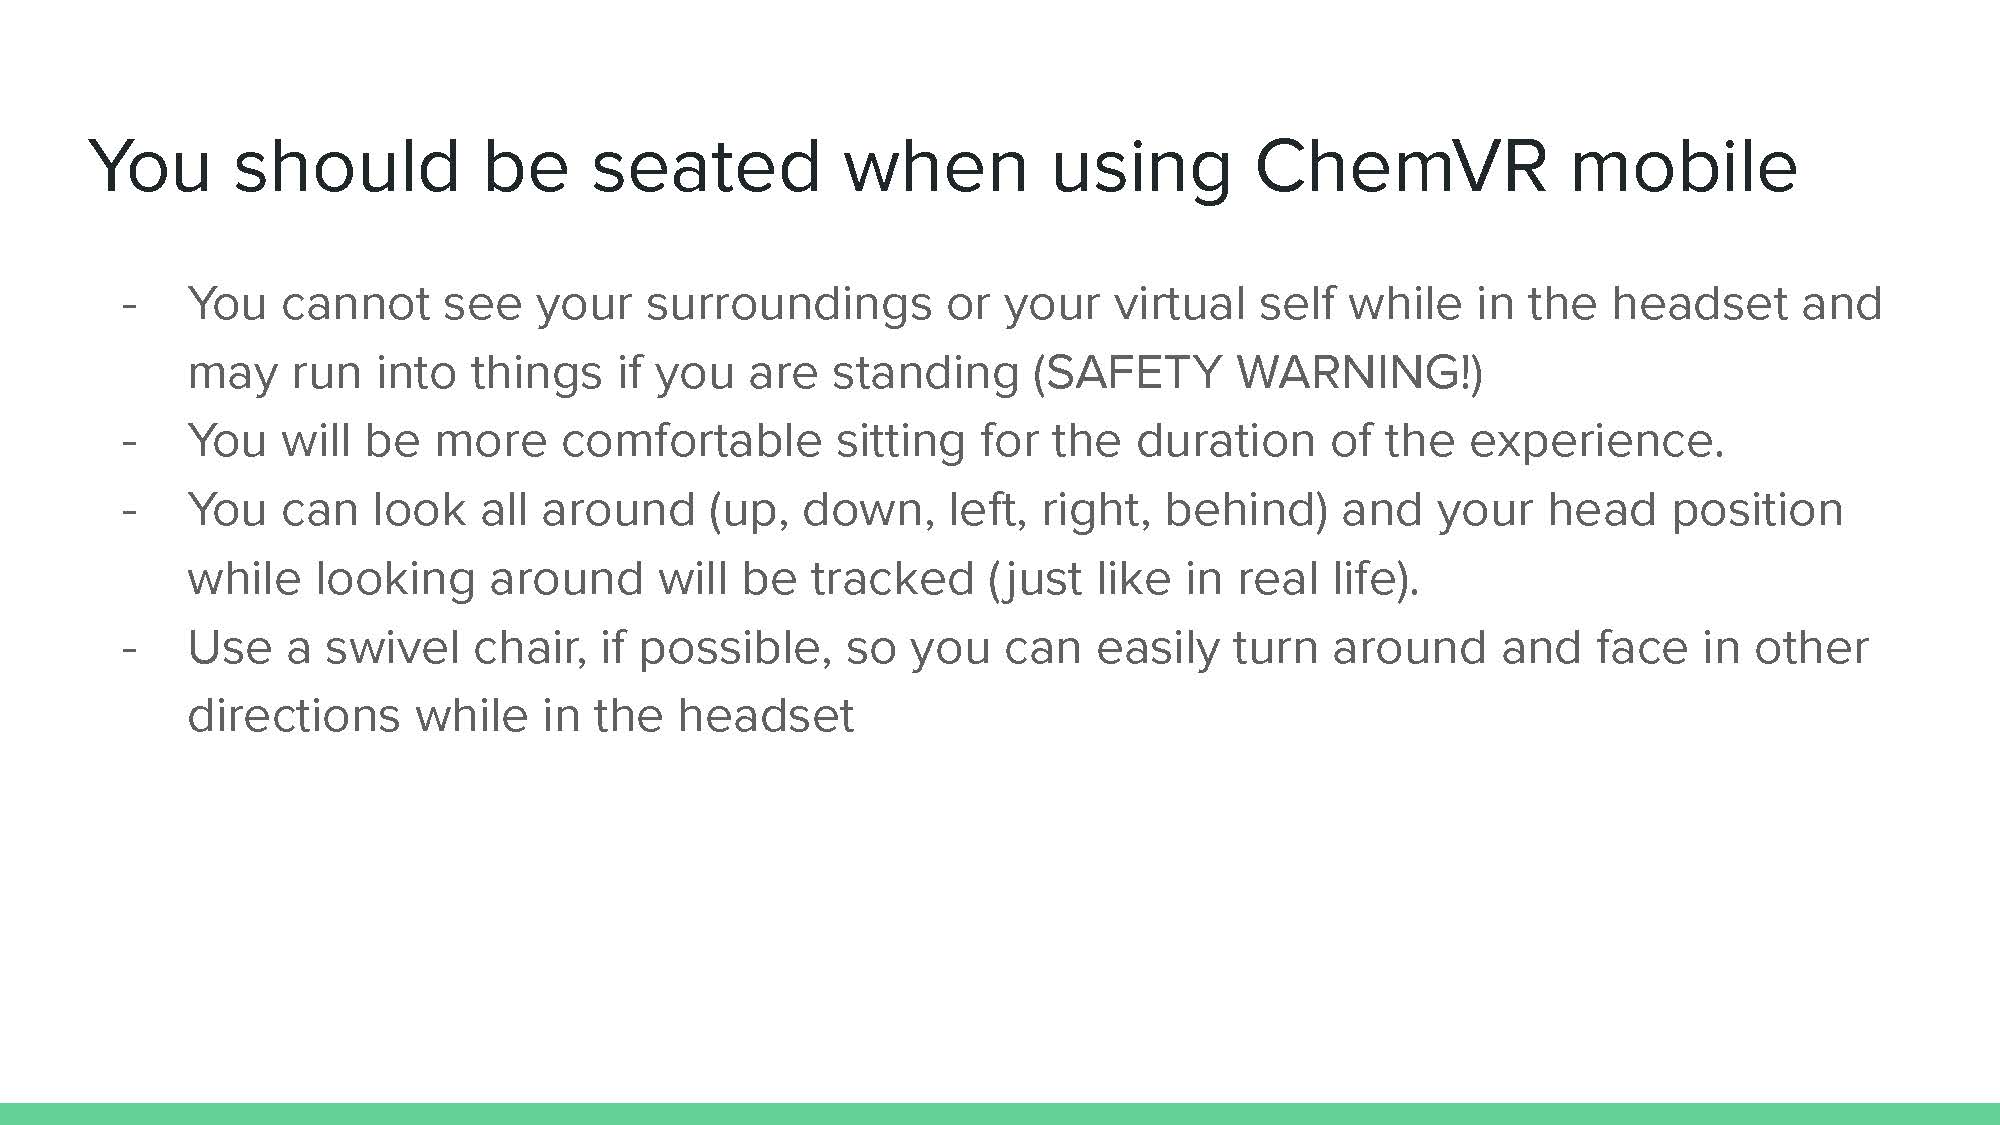 You should be seated when using ChemVR mobile
- You cannot see your surroundings or your virtual self while in the headset and
may run into things if you are standing (SAFETY WARNING!)
- You will be more comfortable sitting for the duration of the experience.
- You can look all around (up, down, left, right, behind) and your head position
while looking around will be tracked (just like in real life).
- Use a swivel chair, if possible, so you can easily turn around and face in other
directions while in the headset